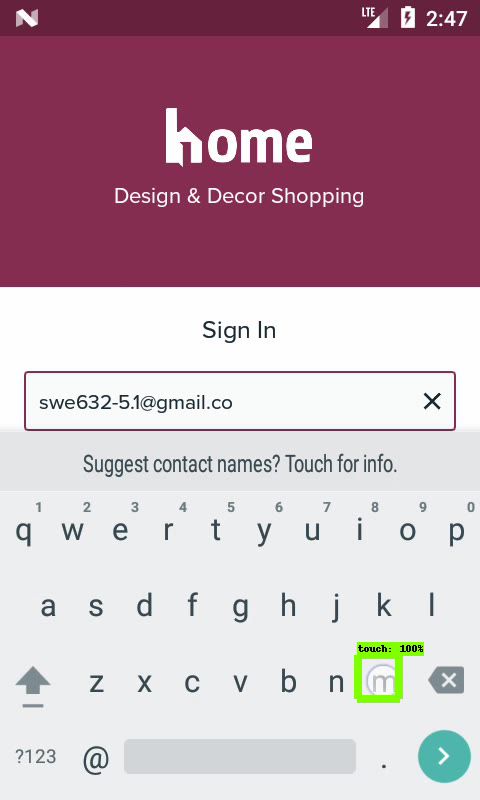 LTE 2:47
home
Design & Decor Shopping
Sign In
swe632-5.1@gmail.co
Suggest contact names? Touch for info.
1 2 3 4 5 6 7 8 9 0
q w e r t y u i o p
a s d f g h j k l
touch: 100%
z x c v b n m
?123 @ .